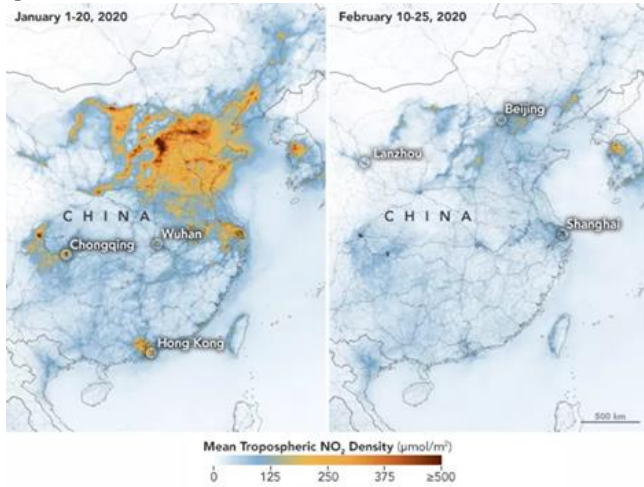 January 1-20, 2020
February 10-25, 2020
Beijing
Lanzhou
CHINA
CHINA
Shanghai
Wuhan
Chongqing
Hong Kong
500 km
Mean Tropospheric NO₂ Density (µmol/m²)
0 125 250 375 ≥500